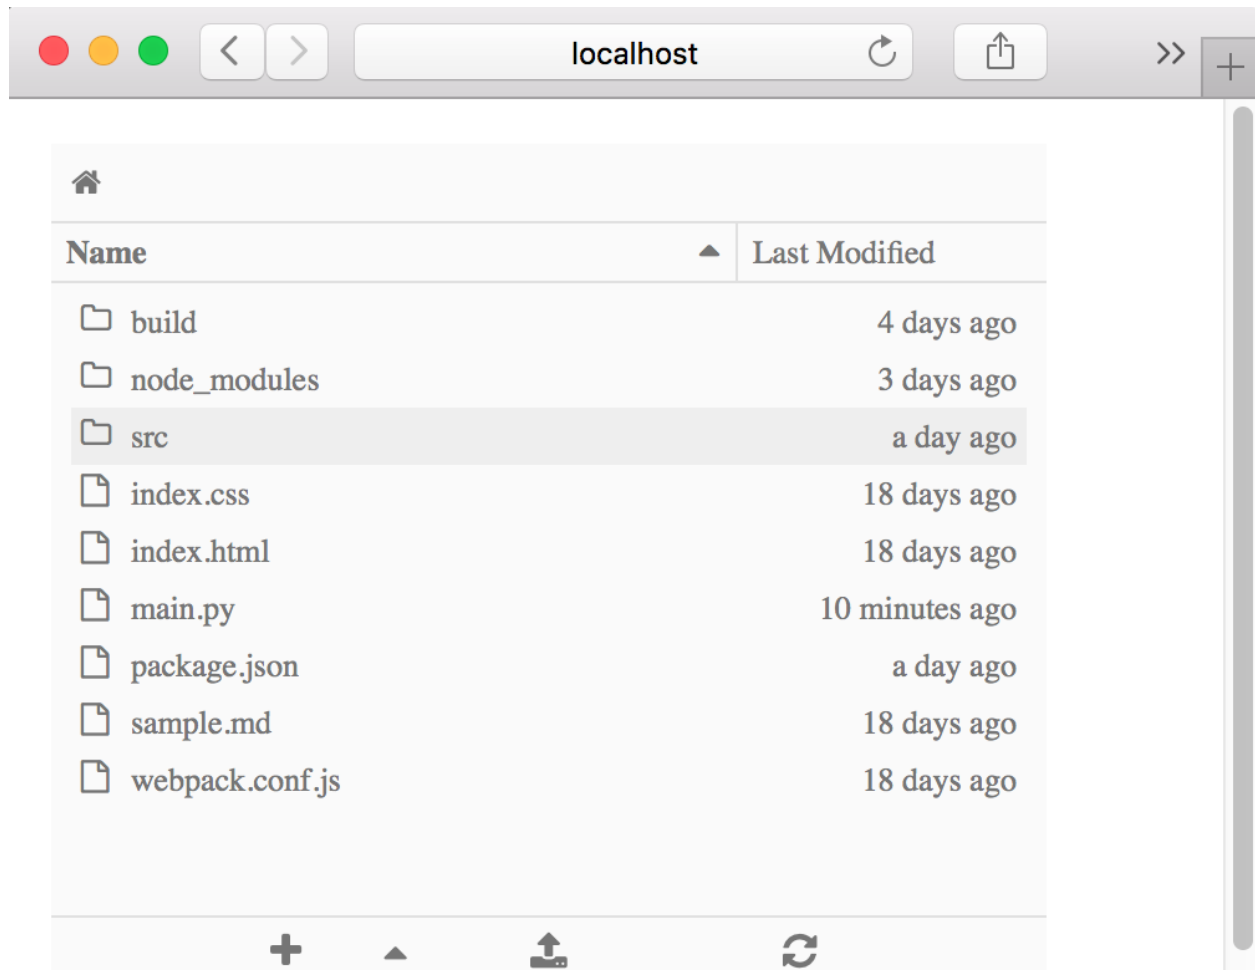 localhost
Name Last Modified
build 4 days ago
node_modules 3 days ago
src a day ago
index.css 18 days ago
index.html 18 days ago
main.py 10 minutes ago
package.json a day ago
sample.md 18 days ago
webpack.conf.js 18 days ago